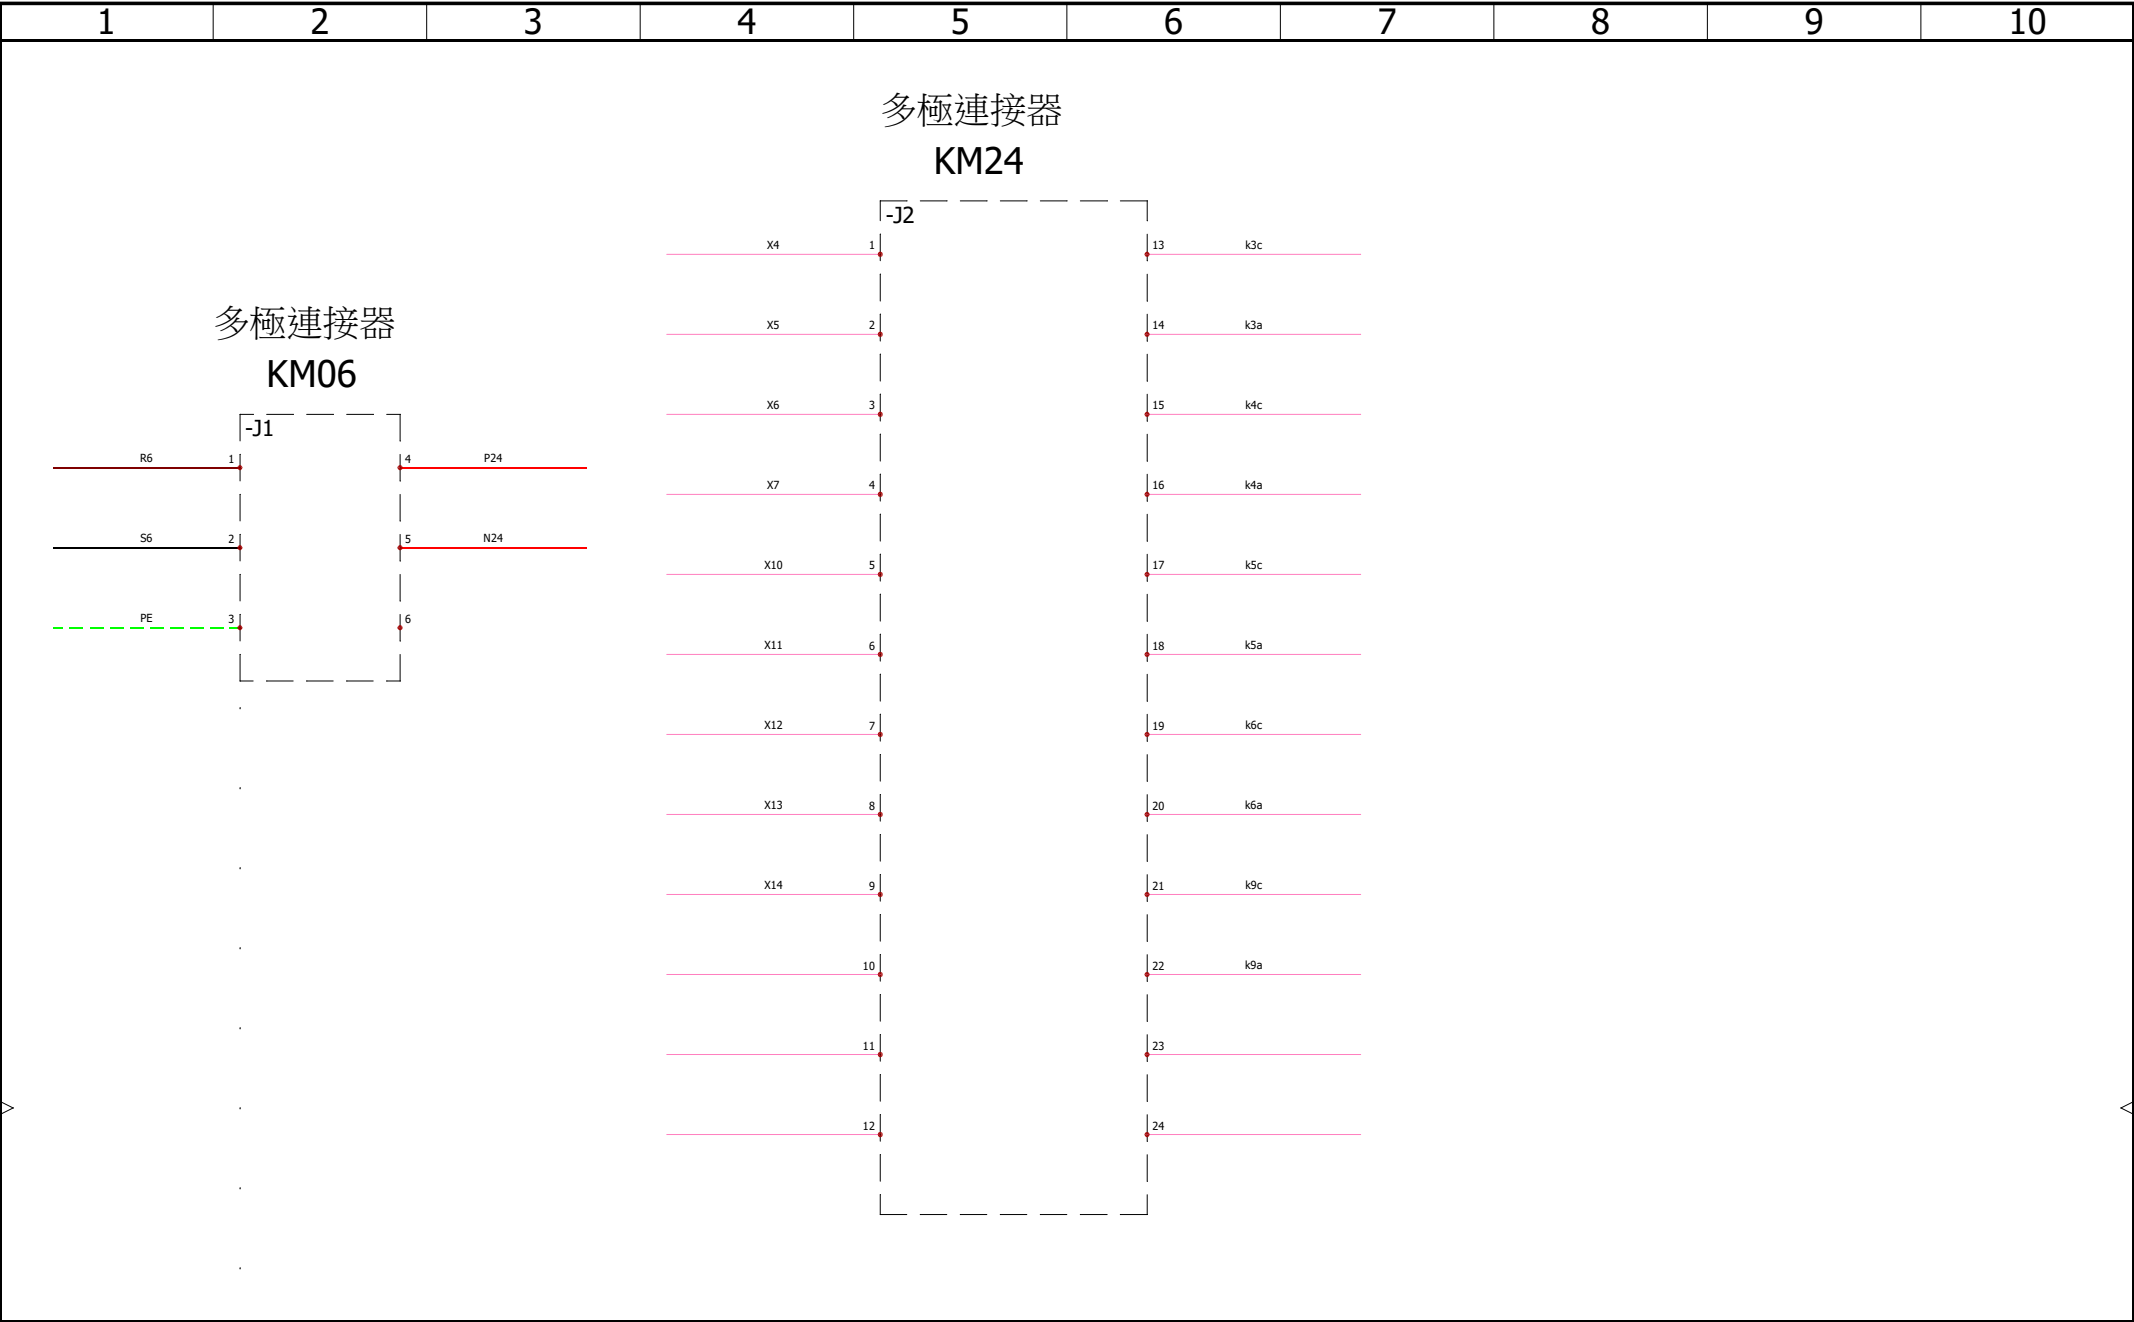 1 2 3 4 5 6 7 8 9 10
多極連接器
KM24
-J2
X4 1 13 k3c
X5 2 14 k3a
X6 3 15 k4c
X7 4 16 k4a
X10 5 17 k5c
X11 6 18 k5a
X12 7 19 k6c
X13 8 20 k6a
X14 9 21 k9c
10 22 k9a
11 23
12 24
多極連接器
KM06
-J1
R6 1 4 P24
S6 2 5 N24
PE 3 6